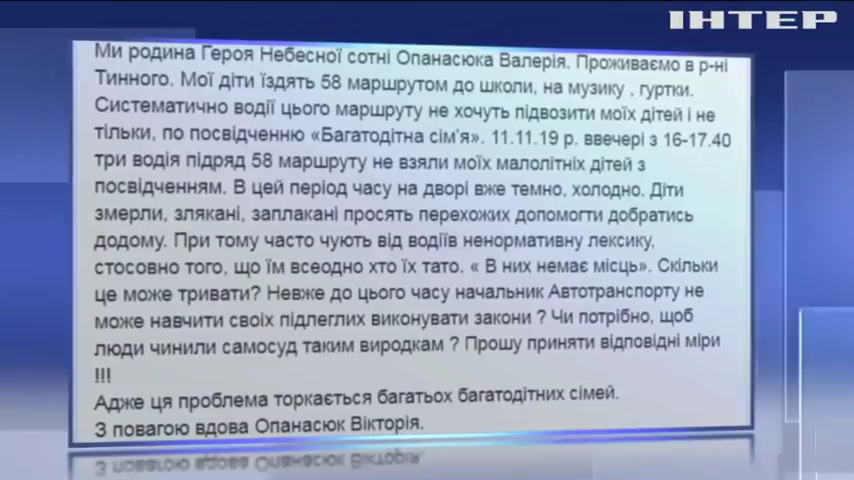 ІНТЕР
Ми родина Героя Небесної сотні Опанасюка Валерія. Проживаємо в р-ні
Тинного. Мої діти їздять 58 маршрутом до школи, на музику , гуртки.
Систематично водії цього маршруту не хочуть підвозити моїх дітей і не
тільки, по посвідченню «Багатодітна сім'я». 11.11.19 р. ввечері з 16-17.40
три водія підряд 58 маршруту не взяли моїх малолітніх дітей з
посвідченням. В цей період часу на дворі вже темно, холодно. Діти
змерли, злякані, заплакані просять перехожих допомогти добратись
додому. При тому часто чують від водіїв ненормативну лексику,
стосовно того, що їм всеодно хто їх тато. « В них немає місць». Скільки
це може тривати? Невже до цього часу начальник Автотранспорту не
може навчити своїх підлеглих виконувати закони ? Чи потрібно, щоб
люди чинили самосуд таким виродкам ? Прошу приняти відповідні міри
!!!
Адже ця проблема торкається багатьох багатодітних сімей.
З повагою вдова Опанасюк Вікторія.